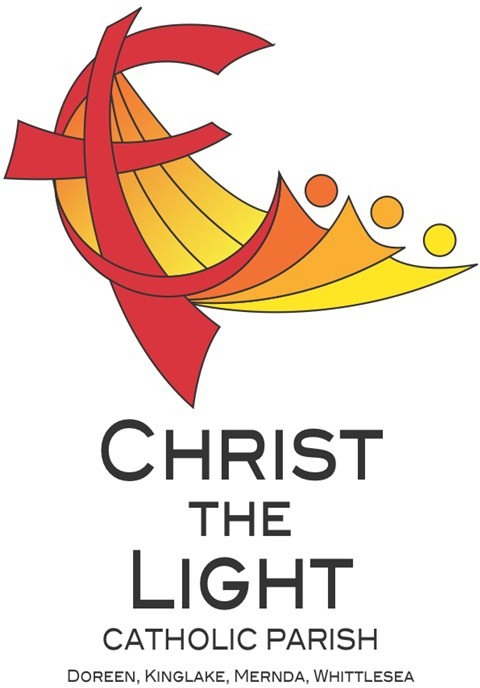 CHRIST
THE
LIGHT
CATHOLIC PARISH
DOREEN, KINGLAKE, MERNDA, WHITTLESEA